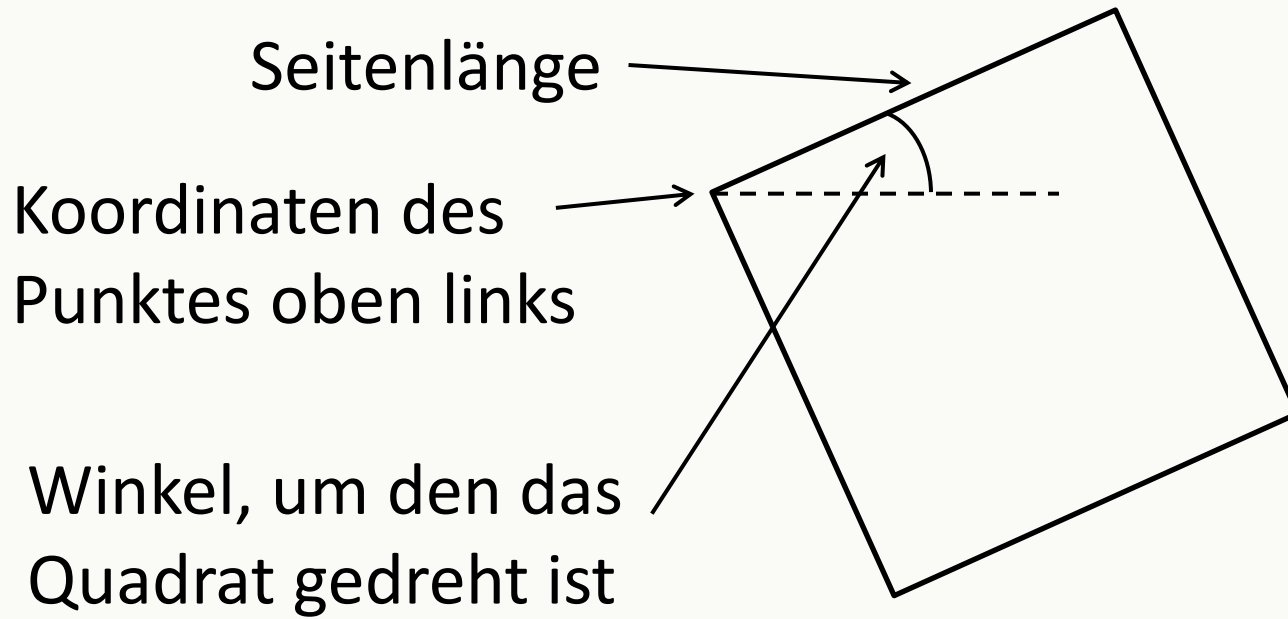 Seitenlänge
Koordinaten des
Punktes oben links
Winkel, um den das
Quadrat gedreht ist